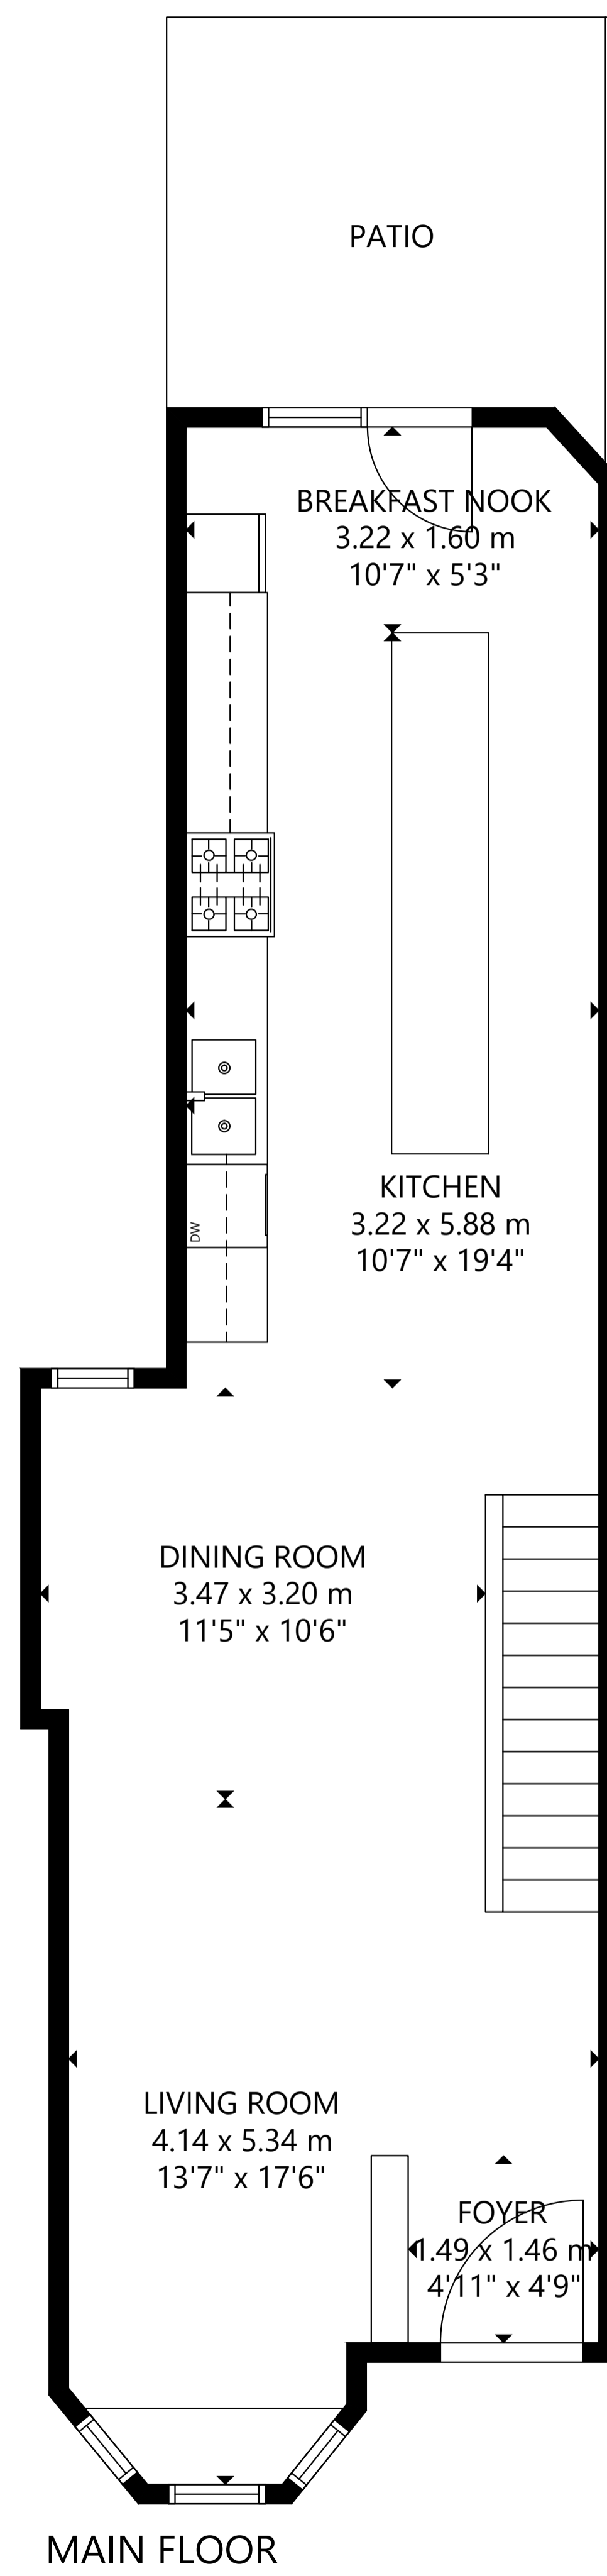 PATIO
BREAKFAST NOOK
3.22 x 1.60 m
10'7" x 5'3"
DW
KITCHEN
3.22 x 5.88 m
10'7" x 19'4"
DINING ROOM
3.47 x 3.20 m
11'5" x 10'6"
LIVING ROOM
4.14 x 5.34 m
13'7" x 17'6"
FOYER
1.49 x 1.46 m
4'11" x 4'9"
MAIN FLOOR